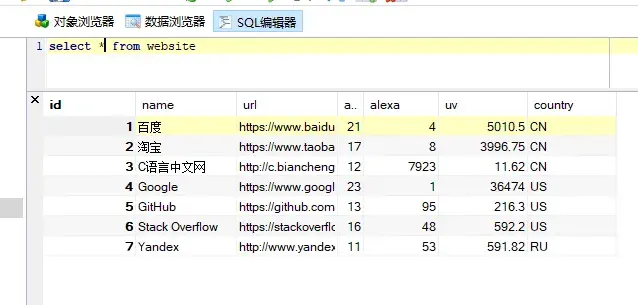 对象浏览器 数据浏览器 SQL编辑器
1 select * from website
id name url a.. alexa uv country
1 百度 https://www.baidu 21 4 5010.5 CN
2 淘宝 https://www.taoba 17 8 3996.75 CN
3 C语言中文网 http://c.biancheng 12 7923 11.62 CN
4 Google https://www.googl 23 1 36474 US
5 GitHub https://github.com 13 95 216.3 US
6 Stack Overflow https://stackoverflo 16 48 592.2 US
7 Yandex http://www.yandex 11 53 591.82 RU